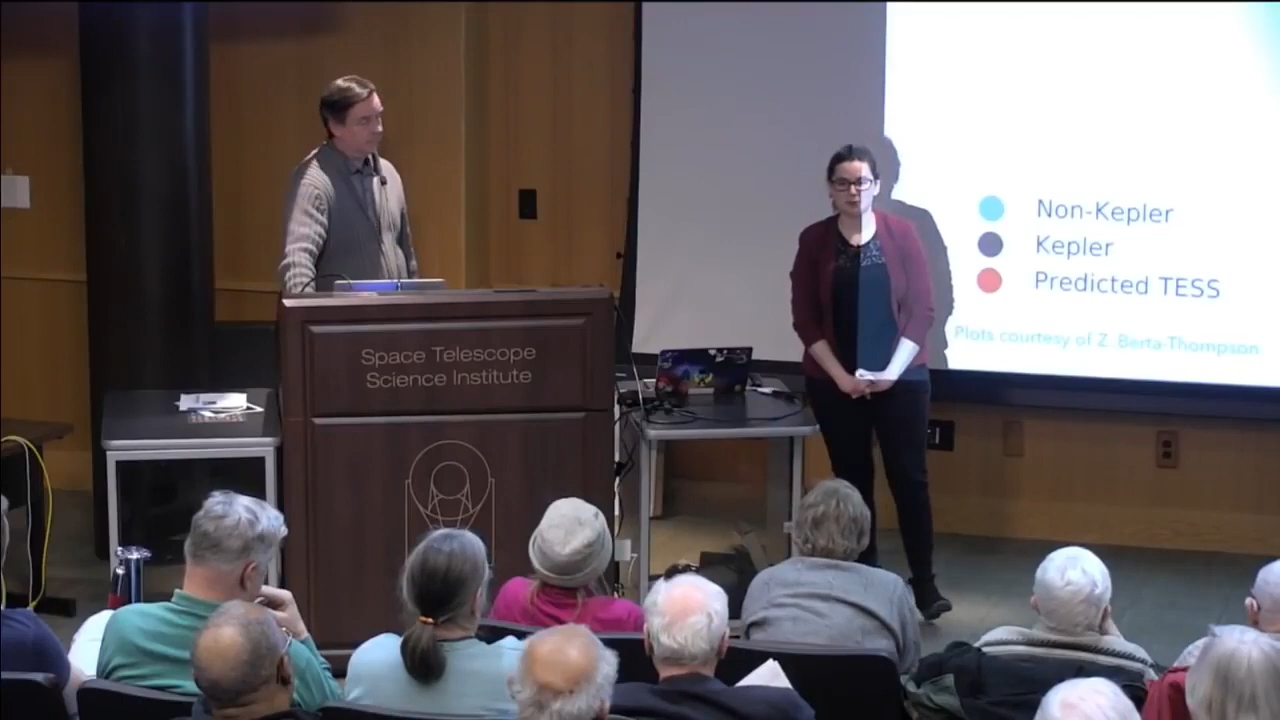 Non-Kepler
Kepler
Predicted TESS
Plots courtesy of Z. Berta-Thompson
Space Telescope
Science Institute